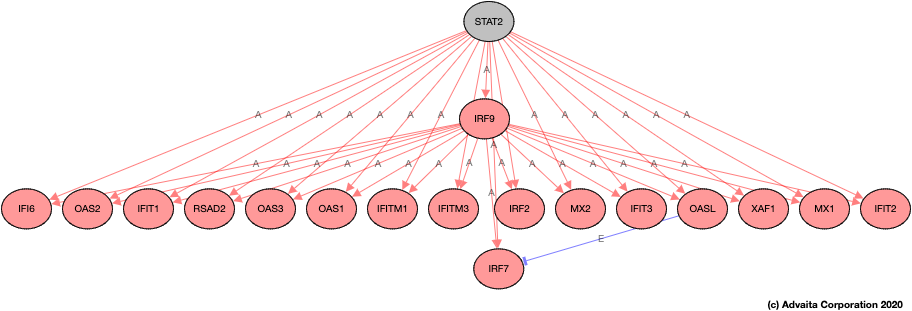 STAT2
A
A A A A A A A A A A A A
IRF9
A
A A A A A A A A A A A A A A
IFI6 OAS2 IFIT1 RSAD2 OAS3 OAS1 IFITM1 IFITM3 IRF2 MX2 IFIT3 OASL XAF1 MX1 IFIT2
A
E
IRF7
(c) Advaita Corporation 2020